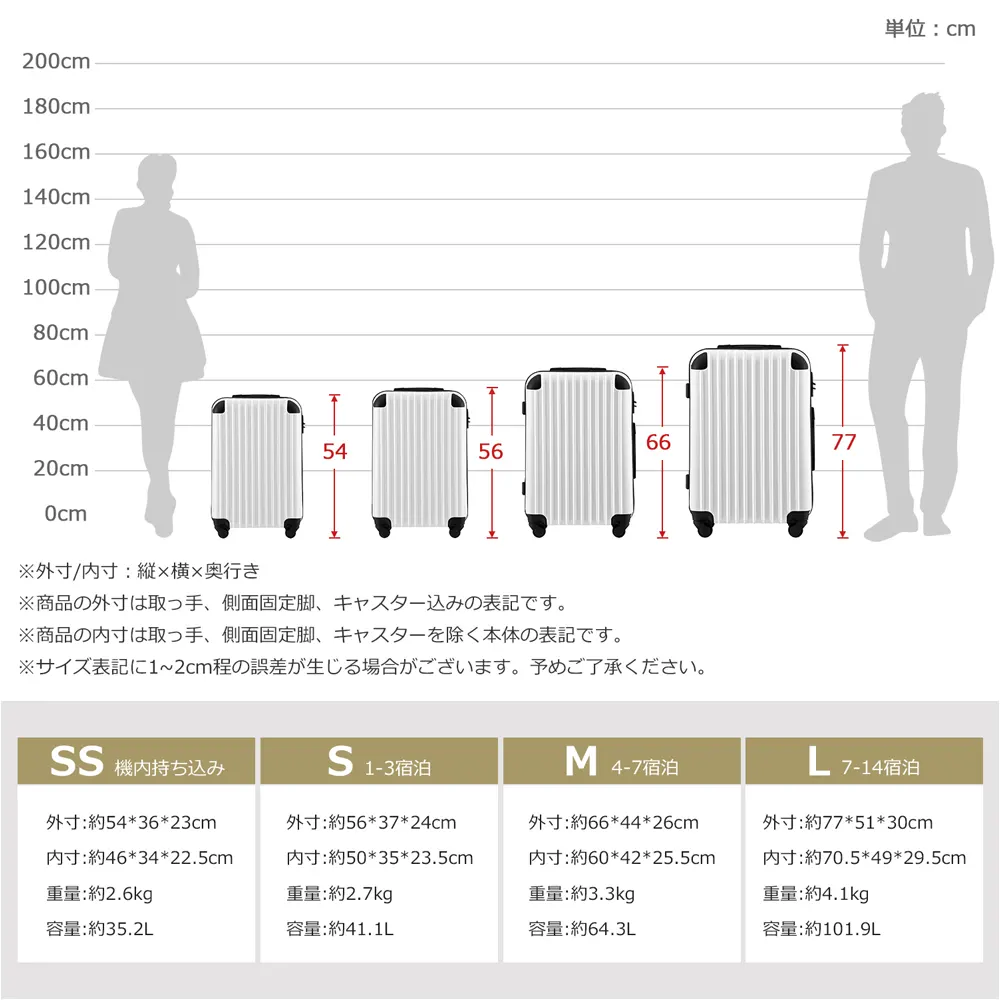 単位：cm
200cm
180cm
160cm
140cm
120cm
100cm
80cm
60cm
40cm
20cm
0cm
54
56
66
77
※外寸/内寸：縦×横×奥行き
※商品の外寸は取っ手、側面固定脚、キャスター込みの表記です。
※商品の内寸は取っ手、側面固定脚、キャスターを除く本体の表記です。
※サイズ表記に1~2cm程の誤差が生じる場合がございます。予めご了承ください。
SS 機内持ち込み
外寸:約54*36*23cm
内寸:約46*34*22.5cm
重量:約2.6kg
容量:約35.2L
S 1-3宿泊
外寸:約56*37*24cm
内寸:約50*35*23.5cm
重量:約2.7kg
容量:約41.1L
M 4-7宿泊
外寸:約66*44*26cm
内寸:約60*42*25.5cm
重量:約3.3kg
容量:約64.3L
L 7-14宿泊
外寸:約77*51*30cm
内寸:約70.5*49*29.5cm
重量:約4.1kg
容量:約101.9L